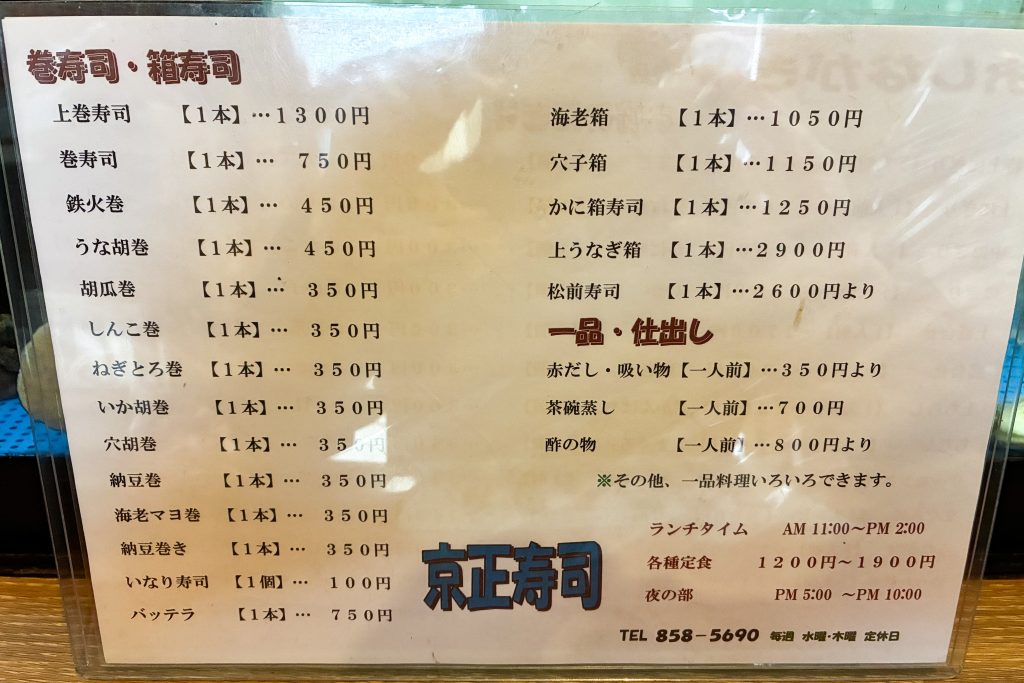 巻寿司・箱寿司
上巻寿司 【１本】…１３００円
巻寿司 【１本】… ７５０円
鉄火巻 【１本】… ４５０円
うな胡巻 【１本】… ４５０円
胡瓜巻 【１本】… ３５０円
しんこ巻 【１本】… ３５０円
ねぎとろ巻 【１本】… ３５０円
いか胡巻 【１本】… ３５０円
穴胡巻 【１本】… ３５０円
納豆巻 【１本】… ３５０円
海老マヨ巻 【１本】… ３５０円
納豆巻き 【１本】… ３５０円
いなり寿司 【１個】… １００円
バッテラ 【１本】… ７５０円
海老箱 【１本】…１０５０円
穴子箱 【１本】…１１５０円
かに箱寿司 【１本】…１２５０円
上うなぎ箱 【１本】…２９００円
松前寿司 【１本】…２６００円より
一品・仕出し
赤だし・吸い物【一人前】…３５０円より
茶碗蒸し 【一人前】…７００円
酢の物 【一人前】…８００円より
※その他、一品料理いろいろできます。
ランチタイム AM 11:00〜PM 2:00
各種定食 １２００円〜１９００円
夜の部 PM 5:00 〜PM 10:00
京正寿司
TEL 858-5690 毎週 水曜・木曜 定休日